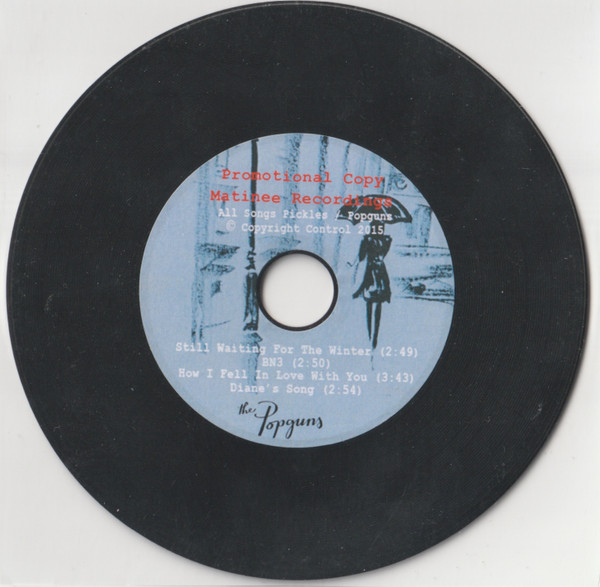 Promotional Copy
Matinee Recordings
All Songs Pickles / Popguns
© Copyright Control 2015
Still Waiting For The Winter (2:49)
BN3 (2:50)
How I Fell In Love With You (3:43)
Diane's Song (2:54)
the Popguns